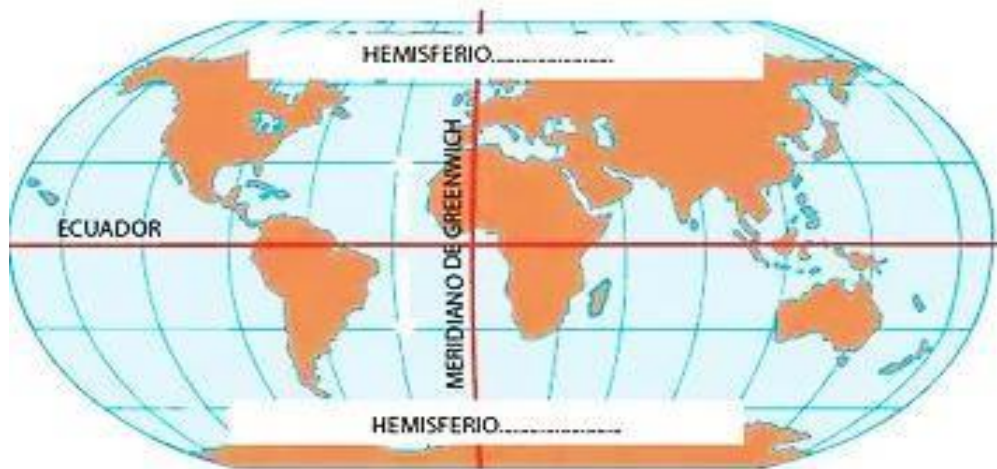 HEMISFERIO........................
ECUADOR
MERIDIANO DE GREENWICH
HEMISFERIO........................